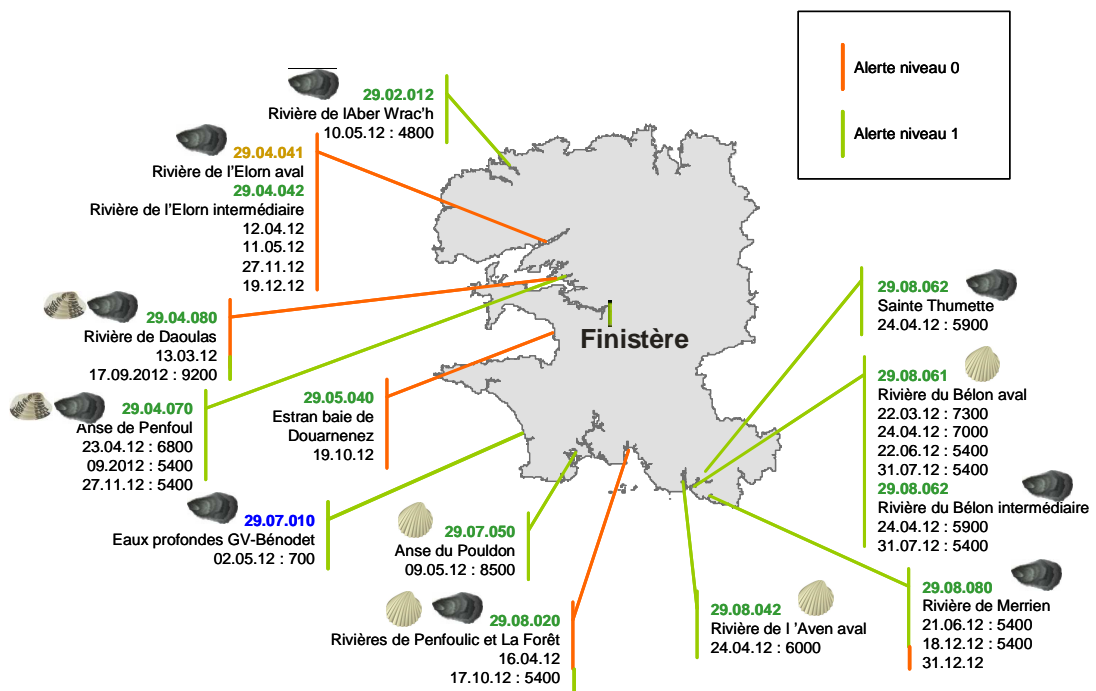 Alerte niveau 0
Alerte niveau 1
29.02.012
Rivière de lAber Wrac'h
10.05.12 : 4800
29.04.041
Rivière de l'Elorn aval
29.04.042
Rivière de l'Elorn intermédiaire
12.04.12
11.05.12
27.11.12
19.12.12
29.04.080
Rivière de Daoulas
13.03.12
17.09.2012 : 9200
29.04.070
Anse de Penfoul
23.04.12 : 6800
09.2012 : 5400
27.11.12 : 5400
29.05.040
Estran baie de
Douarnenez
19.10.12
29.07.010
Eaux profondes GV-Bénodet
02.05.12 : 700
29.07.050
Anse du Pouldon
09.05.12 : 8500
29.08.020
Rivières de Penfoulic et La Forêt
16.04.12
17.10.12 : 5400
Finistère
29.08.062
Sainte Thumette
24.04.12 : 5900
29.08.061
Rivière du Bélon aval
22.03.12 : 7300
24.04.12 : 7000
22.06.12 : 5400
31.07.12 : 5400
29.08.062
Rivière du Bélon intermédiaire
24.04.12 : 5900
31.07.12 : 5400
29.08.042
Rivière de l 'Aven aval
24.04.12 : 6000
29.08.080
Rivière de Merrien
21.06.12 : 5400
18.12.12 : 5400
31.12.12